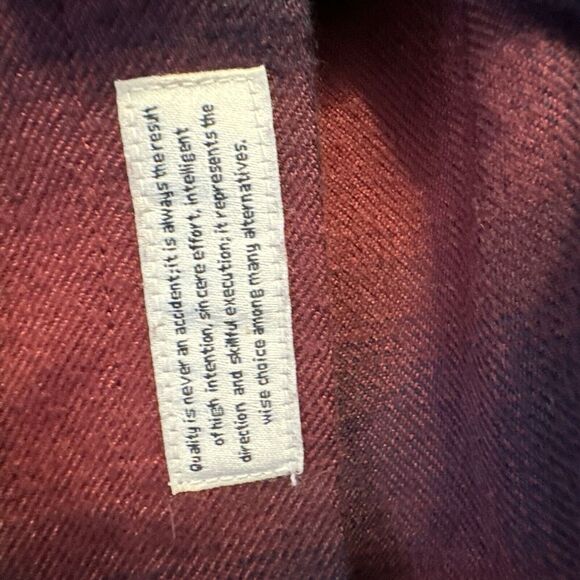 Quality is never an accident; it is always the result
of high intention, sincere effort, intelligent
direction and skillful execution; it represents the
wise choice among many alternatives.